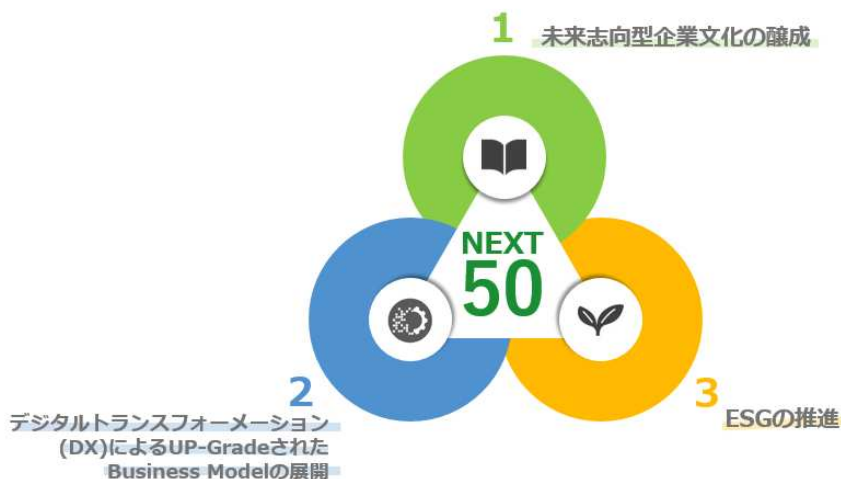 1
未来志向型企業文化の醸成
NEXT
50
2
デジタルトランスフォーメーション
(DX)によるUP-Gradeされた
Business Modelの展開
3
ESGの推進